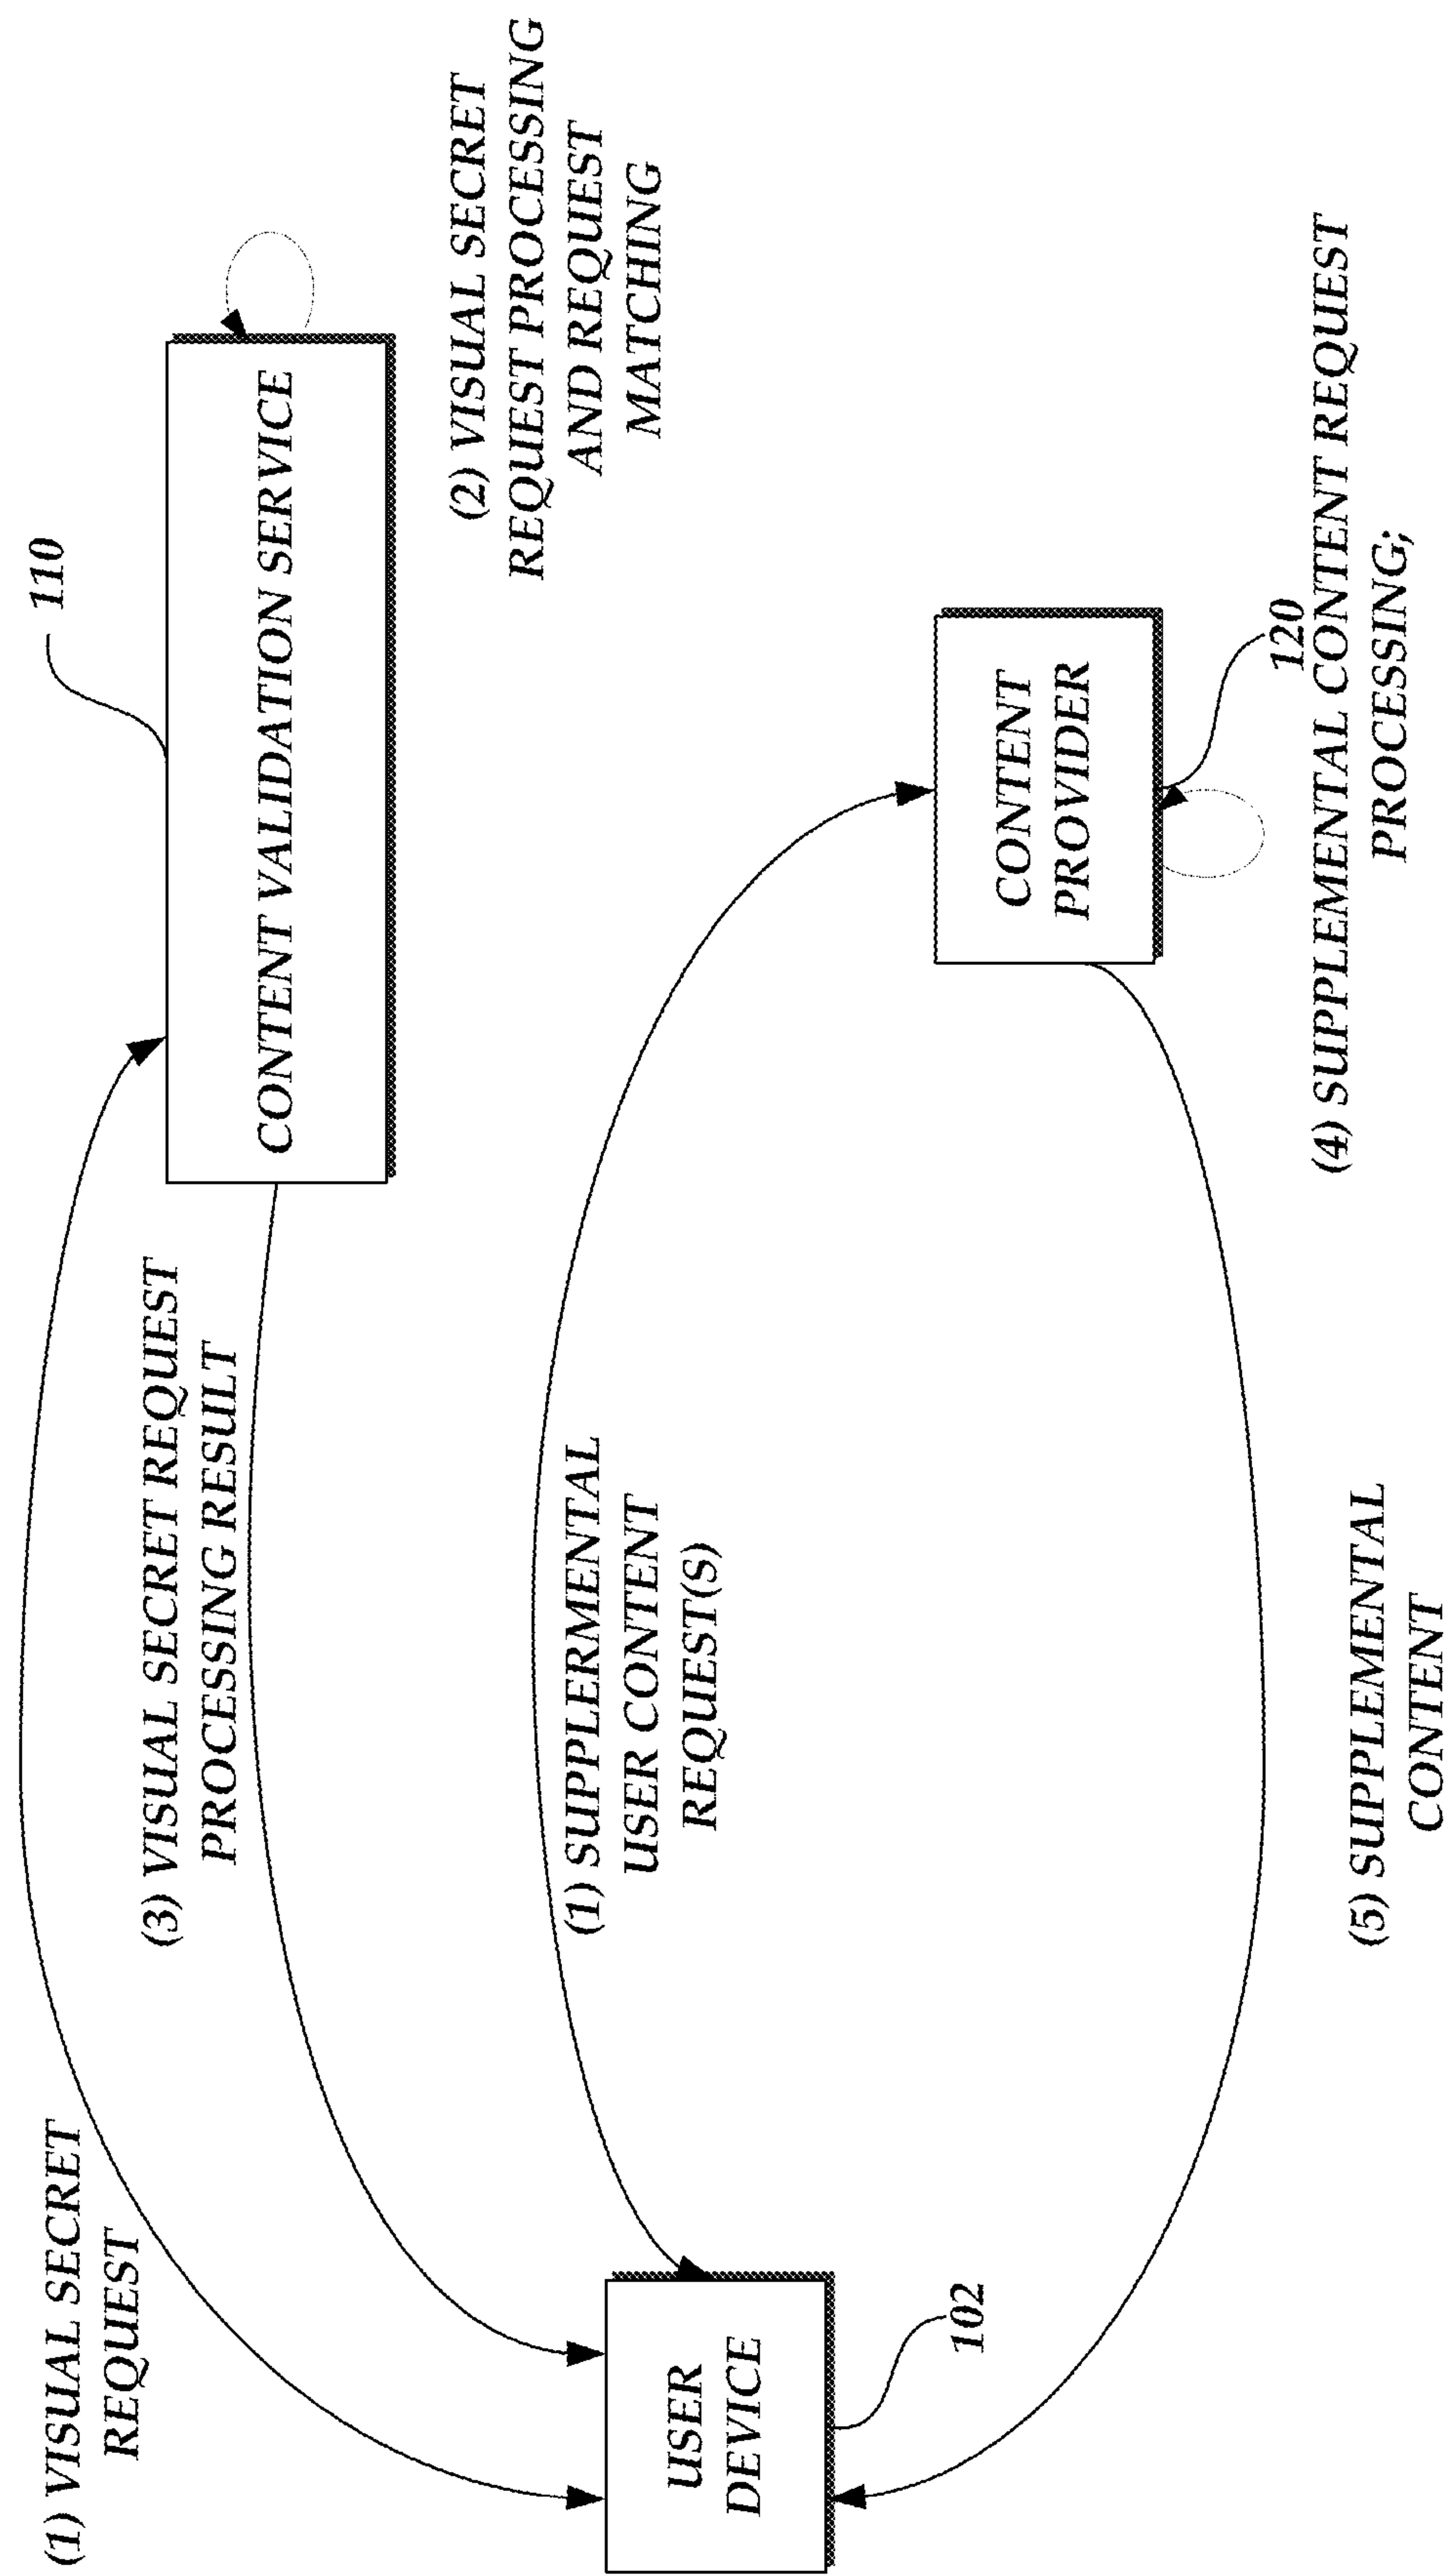 (1) VISUAL SECRET
REQUEST
110
(3) VISUAL SECRET REQUEST
PROCESSING RESULT
CONTENT VALIDATION SERVICE
(2) VISUAL SECRET
REQUEST PROCESSING
AND REQUEST
MATCHING
(1) SUPPLERMENTAL
USER CONTENT
REQUEST(S)
USER
DEVICE
102
CONTENT
PROVIDER
120
(4) SUPPLEMENTAL CONTENT REQUEST
PROCESSING;
(5) SUPPLEMENTAL
CONTENT